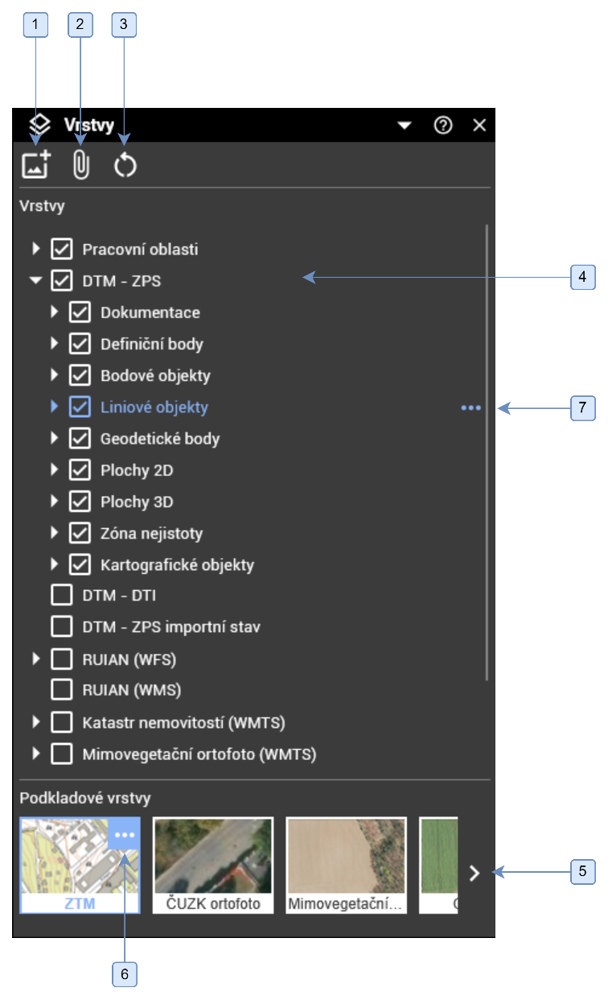 1 2 3
Vrstvy
Vrstvy
Pracovní oblasti
DTM - ZPS
4
Dokumentace
Definiční body
Bodové objekty
Liniové objekty
7
Geodetické body
Plochy 2D
Plochy 3D
Zóna nejistoty
Kartografické objekty
DTM - DTI
DTM - ZPS importní stav
RUIAN (WFS)
RUIAN (WMS)
Katastr nemovitostí (WMTS)
Mimovegetační ortofoto (WMTS)
Podkladové vrstvy
5
ZTM ČUZK ortofoto Mimovegetační...
6